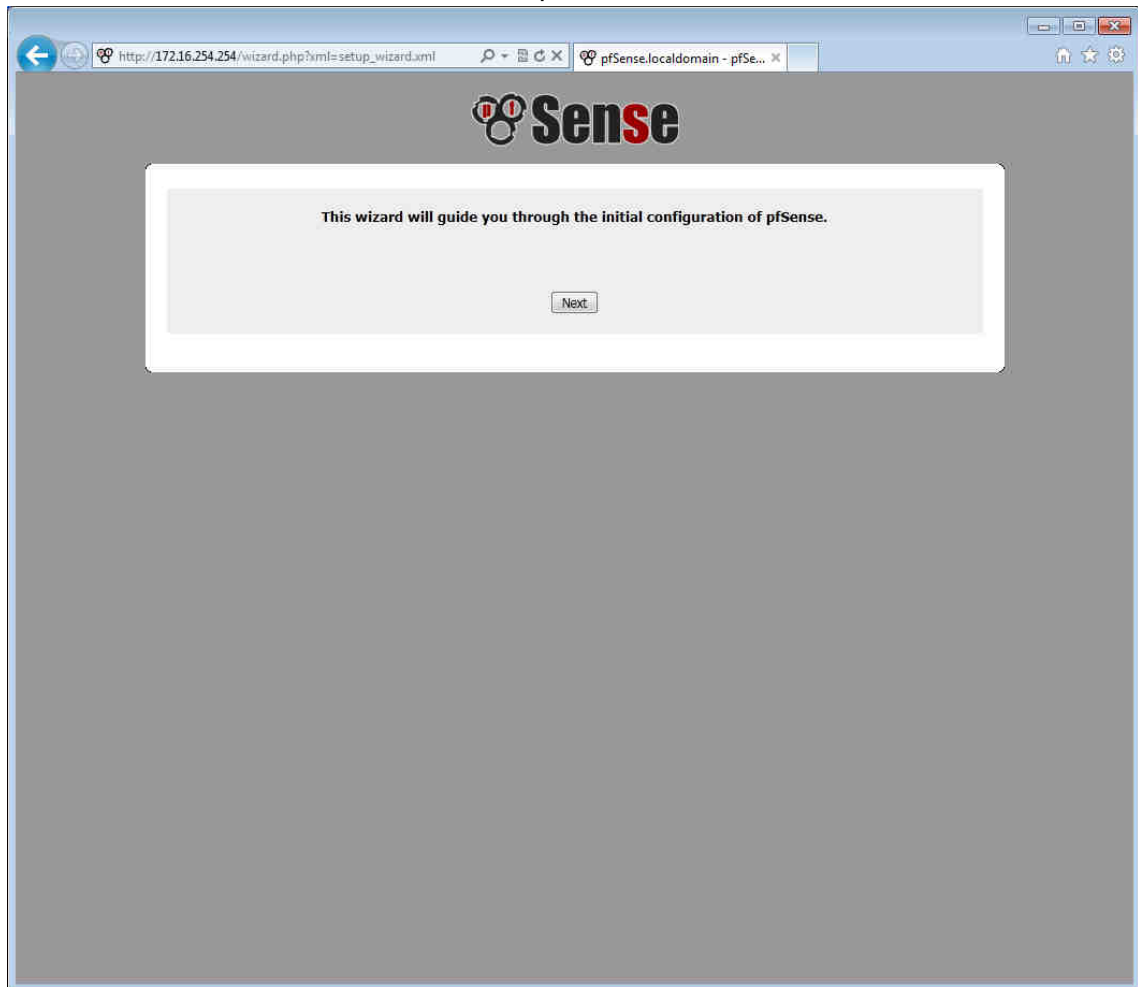 http://172.16.254.254/wizard.php?xml=setup_wizard.xml
pfSense.localdomain - pfSe...
pf Sense
This wizard will guide you through the initial configuration of pfSense.
Next